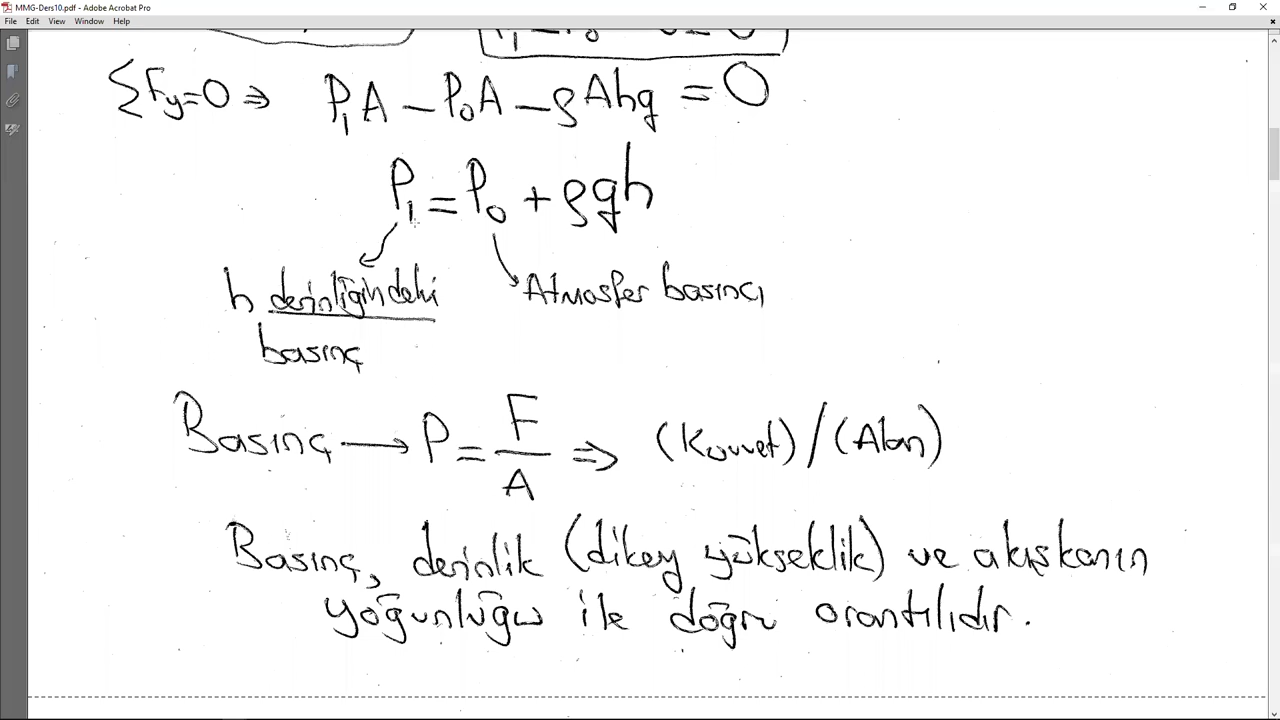 MMG-Ders10.pdf - Adobe Acrobat Pro
File Edit View Window Help
ΣFy=0 ⇒ P₁A - P₀A - ρAhg = 0
P₁ = P₀ + ρgh
h derinliğindeki
basınç
Atmosfer basıncı
Basınç → P = F/A ⇒ (Kuvvet) / (Alan)
Basınç, derinlik (dikey yükseklik) ve akışkanın
yoğunluğu ile doğru orantılıdır.